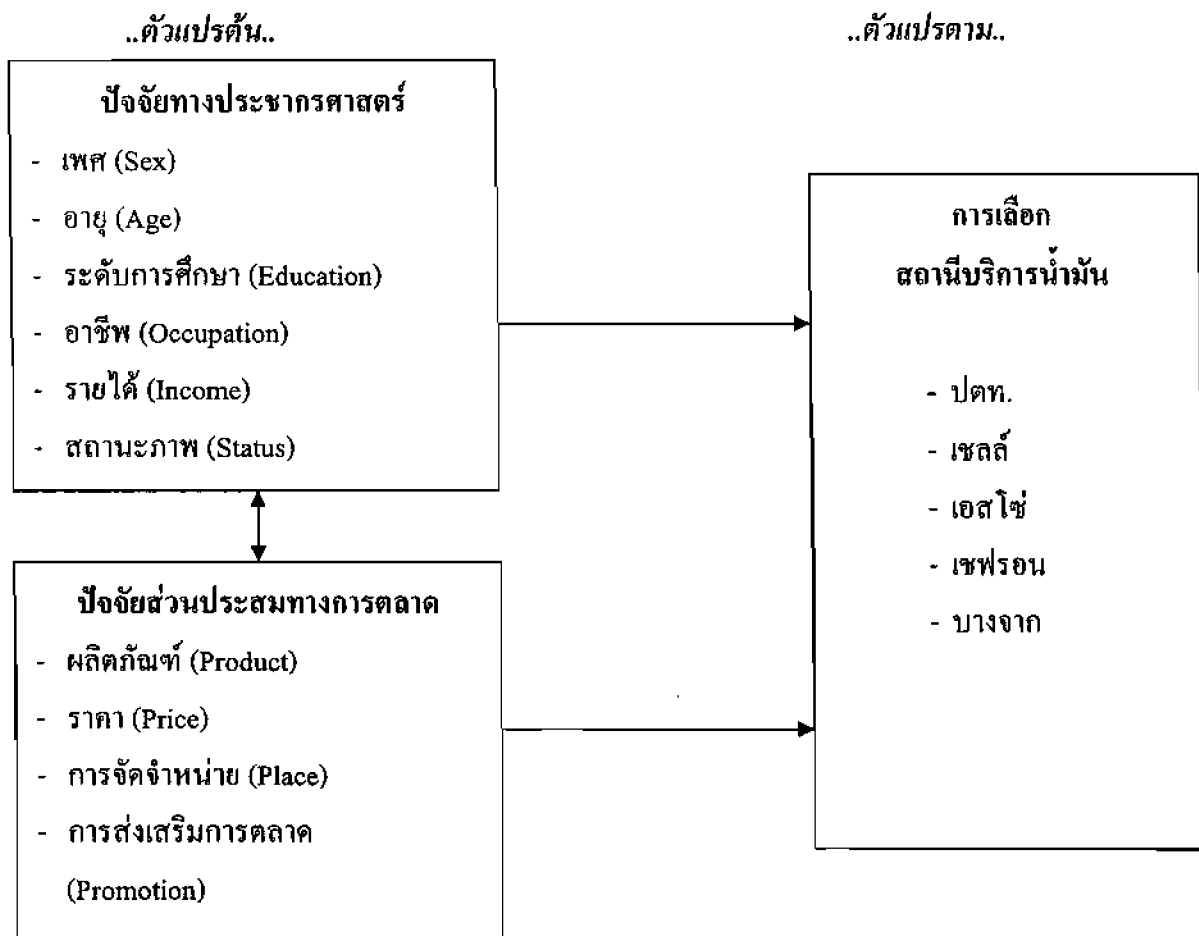 ..ตัวแปรต้น..
..ตัวแปรตาม..
ปัจจัยทางประชากรศาสตร์
- เพศ (Sex)
- อายุ (Age)
- ระดับการศึกษา (Education)
- อาชีพ (Occupation)
- รายได้ (Income)
- สถานะภาพ (Status)
ปัจจัยส่วนประสมทางการตลาด
- ผลิตภัณฑ์ (Product)
- ราคา (Price)
- การจัดจำหน่าย (Place)
- การส่งเสริมการตลาด
(Promotion)
การเลือก
สถานีบริการน้ำมัน
- ปตท.
- เชลล์
- เอสโซ่
- เชฟรอน
- บางจาก